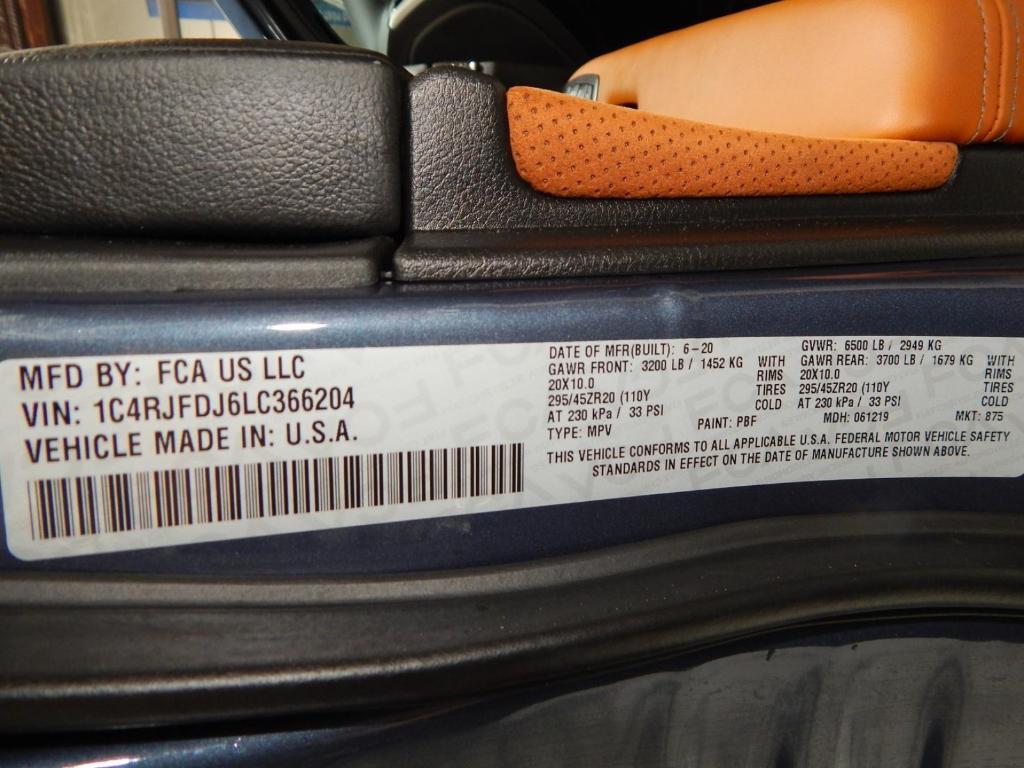 MFD BY: FCA US LLC
VIN: 1C4RJFDJ6LC366204
VEHICLE MADE IN: U.S.A.
DATE OF MFR(BUILT): 6-20
GAWR FRONT: 3200 LB / 1452 KG WITH
20X10.0 RIMS
295/45ZR20 (110Y TIRES
AT 230 kPa / 33 PSI COLD
TYPE: MPV PAINT: PBF
GVWR: 6500 LB / 2949 KG
GAWR REAR: 3700 LB / 1679 KG WITH
20X10.0 RIMS
295/45ZR20 (110Y TIRES
AT 230 kPa / 33 PSI COLD
MDH: 061219 MKT: 875
THIS VEHICLE CONFORMS TO ALL APPLICABLE U.S.A. FEDERAL MOTOR VEHICLE SAFETY
STANDARDS IN EFFECT ON THE DATE OF MANUFACTURE SHOWN ABOVE.